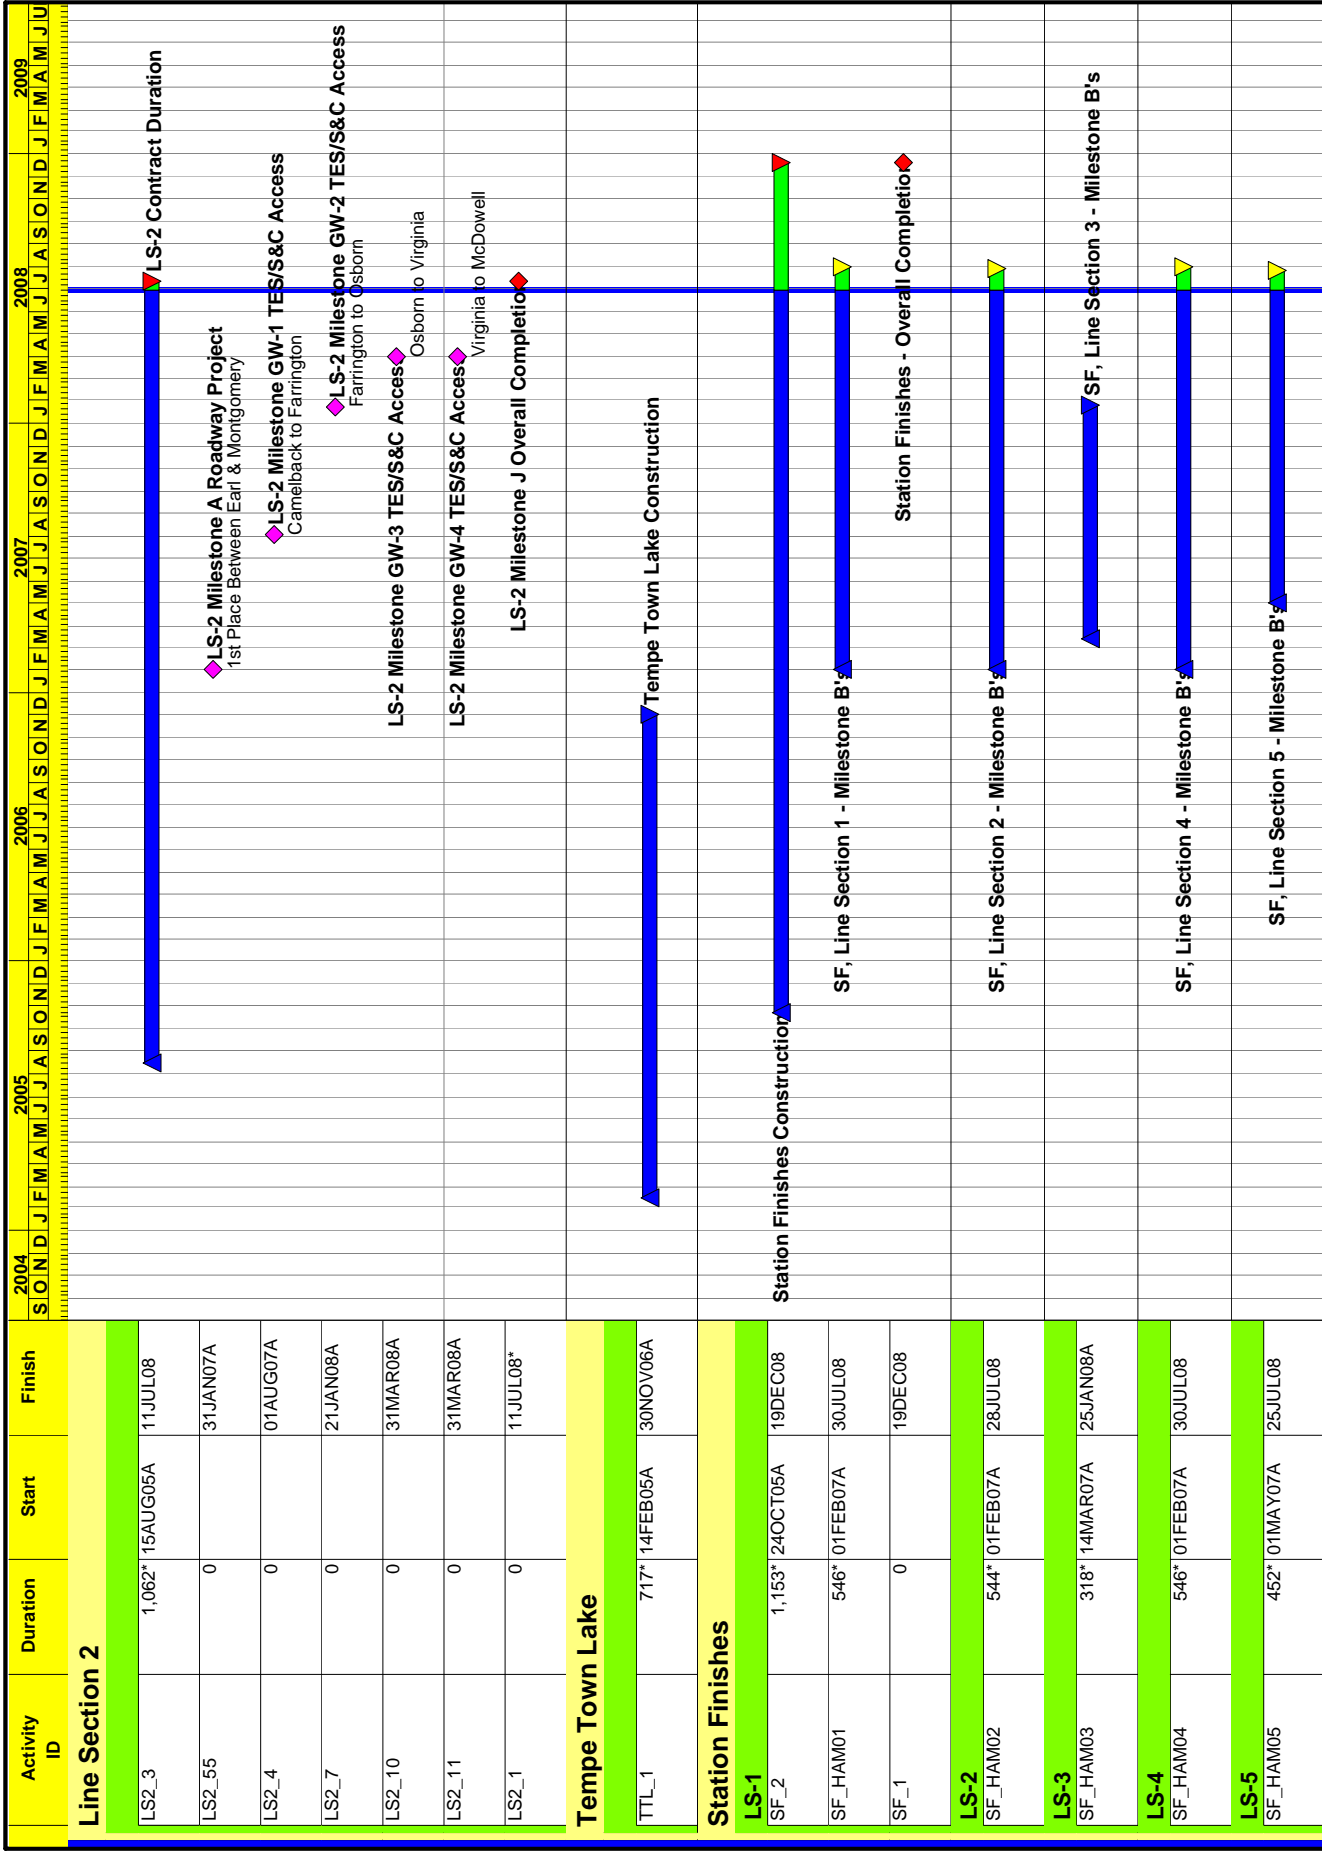 Activity ID Duration Start Finish
2004 2005 2006 2007 2008 2009
S O N D J F M A M J J A S O N D J F M A M J J A S O N D J F M A M J J A S O N D J F M A M J J A S O N D J F M A M J U
Line Section 2
LS2_3 1,062* 15AUG05A 11JUL08 LS-2 Contract Duration
LS2_55 0 31JAN07A LS-2 Milestone A Roadway Project
1st Place Between Earl & Montgomery
LS2_4 0 01AUG07A LS-2 Milestone GW-1 TES/S&C Access
Camelback to Farrington
LS2_7 0 21JAN08A LS-2 Milestone GW-2 TES/S&C Access
Farrington to Osborn
LS2_10 0 31MAR08A LS-2 Milestone GW-3 TES/S&C Access
Osborn to Virginia
LS2_11 0 31MAR08A LS-2 Milestone GW-4 TES/S&C Access
Virginia to McDowell
LS2_1 0 11JUL08* LS-2 Milestone J Overall Completion
Tempe Town Lake
TTL_1 717* 14FEB05A 30NOV06A Tempe Town Lake Construction
Station Finishes
LS-1
SF_2 1,153* 24OCT05A 19DEC08 Station Finishes Construction
SF_HAM01 546* 01FEB07A 30JUL08 SF, Line Section 1 - Milestone B's
SF_1 0 19DEC08 Station Finishes - Overall Completion
LS-2
SF_HAM02 544* 01FEB07A 28JUL08 SF, Line Section 2 - Milestone B's
LS-3
SF_HAM03 318* 14MAR07A 25JAN08A SF, Line Section 3 - Milestone B's
LS-4
SF_HAM04 546* 01FEB07A 30JUL08 SF, Line Section 4 - Milestone B's
LS-5
SF_HAM05 452* 01MAY07A 25JUL08 SF, Line Section 5 - Milestone B's